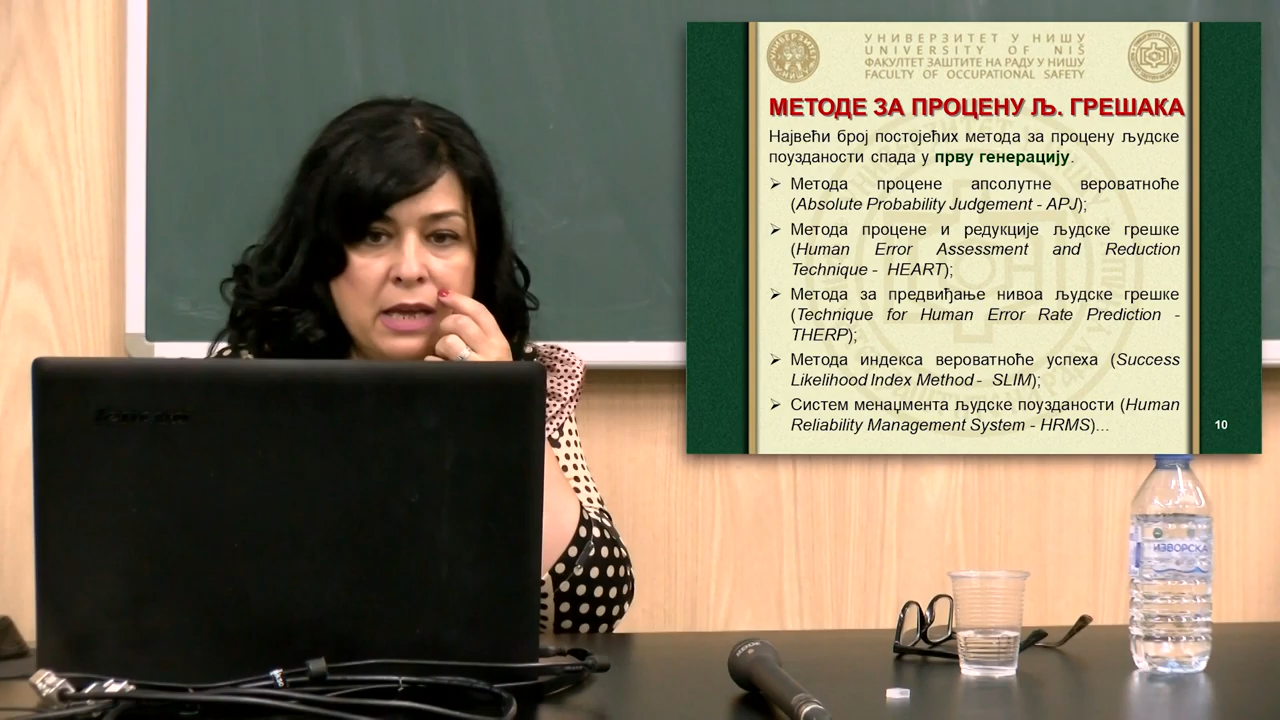 УНИВЕРЗИТЕТ У НИШУ
UNIVERSITY OF NIŠ
ФАКУЛТЕТ ЗАШТИТЕ НА РАДУ У НИШУ
FACULTY OF OCCUPATIONAL SAFETY
МЕТОДЕ ЗА ПРОЦЕНУ Љ. ГРЕШАКА
Највећи број постојећих метода за процену људске
поузданости спада у прву генерацију.
➢ Метода процене апсолутне вероватноће
(Absolute Probability Judgement - APJ);
➢ Метода процене и редукције људске грешке
(Human Error Assessment and Reduction
Technique - HEART);
➢ Метода за предвиђање нивоа људске грешке
(Technique for Human Error Rate Prediction -
THERP);
➢ Метода индекса вероватноће успеха (Success
Likelihood Index Method - SLIM);
➢ Систем менаџмента људске поузданости (Human
Reliability Management System - HRMS)...
10
ИЗВОРСКА